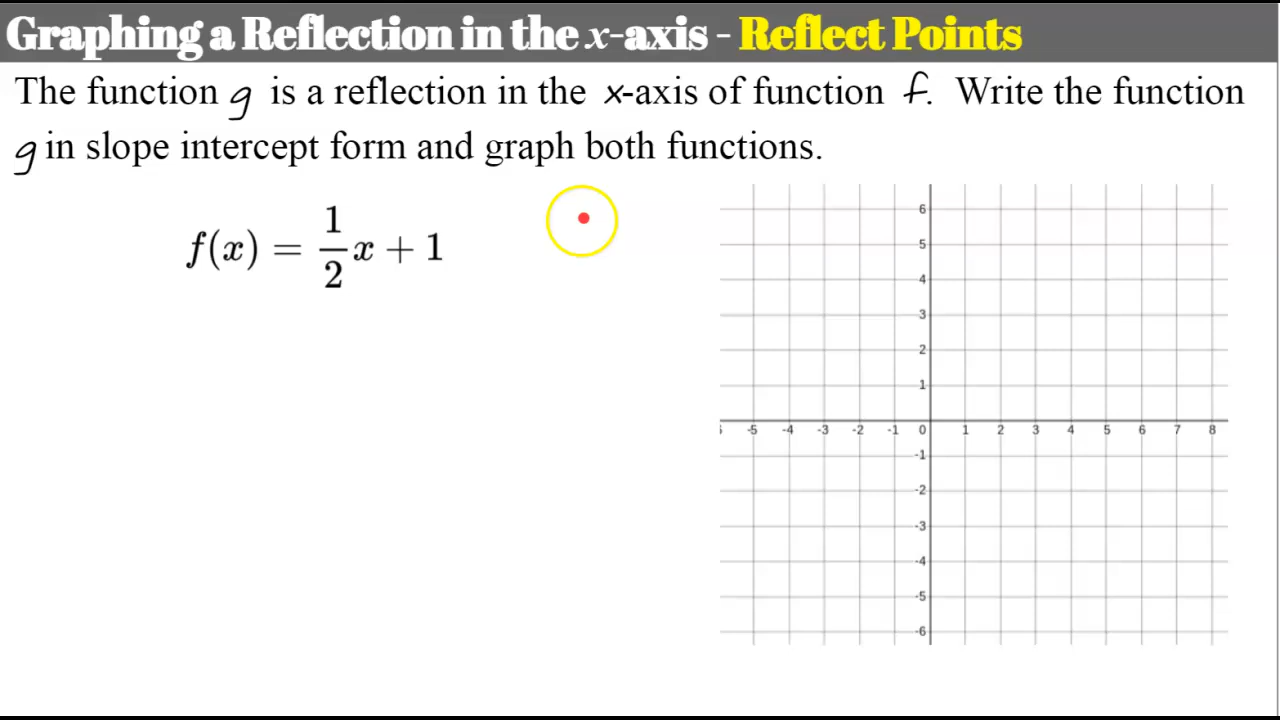 Graphing a Reflection in the x-axis - Reflect Points
The function g is a reflection in the x-axis of function f. Write the function
g in slope intercept form and graph both functions.
f(x) = 1/2 x + 1
6
5
4
3
2
1
-5 -4 -3 -2 -1 0 1 2 3 4 5 6 7 8
-1
-2
-3
-4
-5
-6